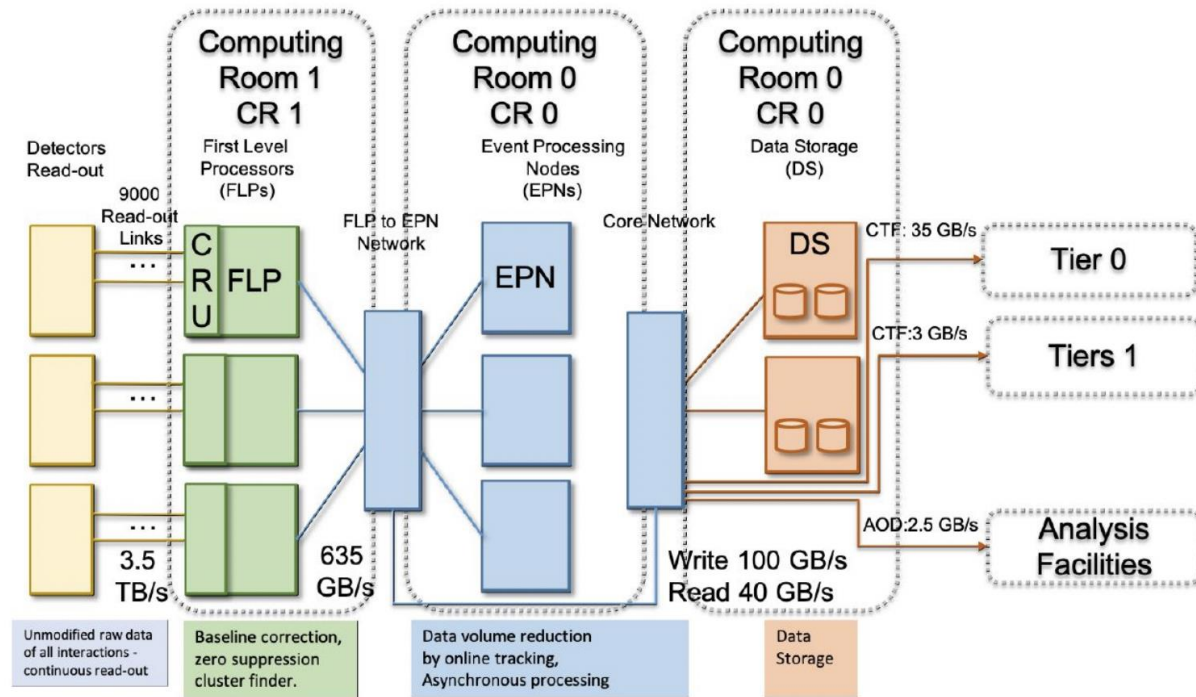 Computing
Room 1
CR 1
First Level
Processors
(FLPs)
Computing
Room 0
CR 0
Event Processing
Nodes
(EPNs)
Computing
Room 0
CR 0
Data Storage
(DS)
Detectors
Read-out
9000
Read-out
Links
FLP to EPN
Network
Core Network
...
C
R
U
FLP
EPN
DS
CTF: 35 GB/s
Tier 0
CTF:3 GB/s
Tiers 1
...
...
3.5
TB/s
635
GB/s
Write 100 GB/s
Read 40 GB/s
AOD:2.5 GB/s
Analysis
Facilities
Unmodified raw data
of all interactions -
continuous read-out
Baseline correction,
zero suppression
cluster finder.
Data volume reduction
by online tracking,
Asynchronous processing
Data
Storage